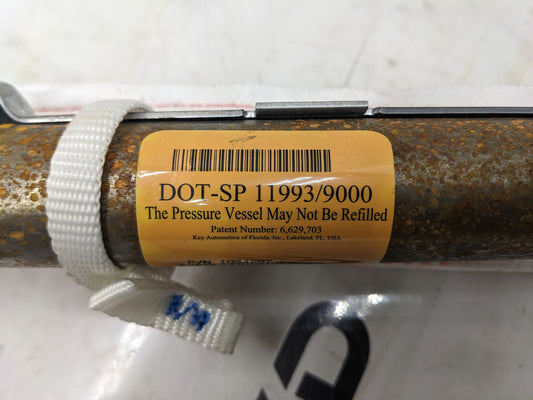 DOT-SP 11993/9000
The Pressure Vessel May Not Be Refilled
Patent Number: 6,629,703
Key Automotive of Florida, Inc., Lakeland, FL, USA
P/N